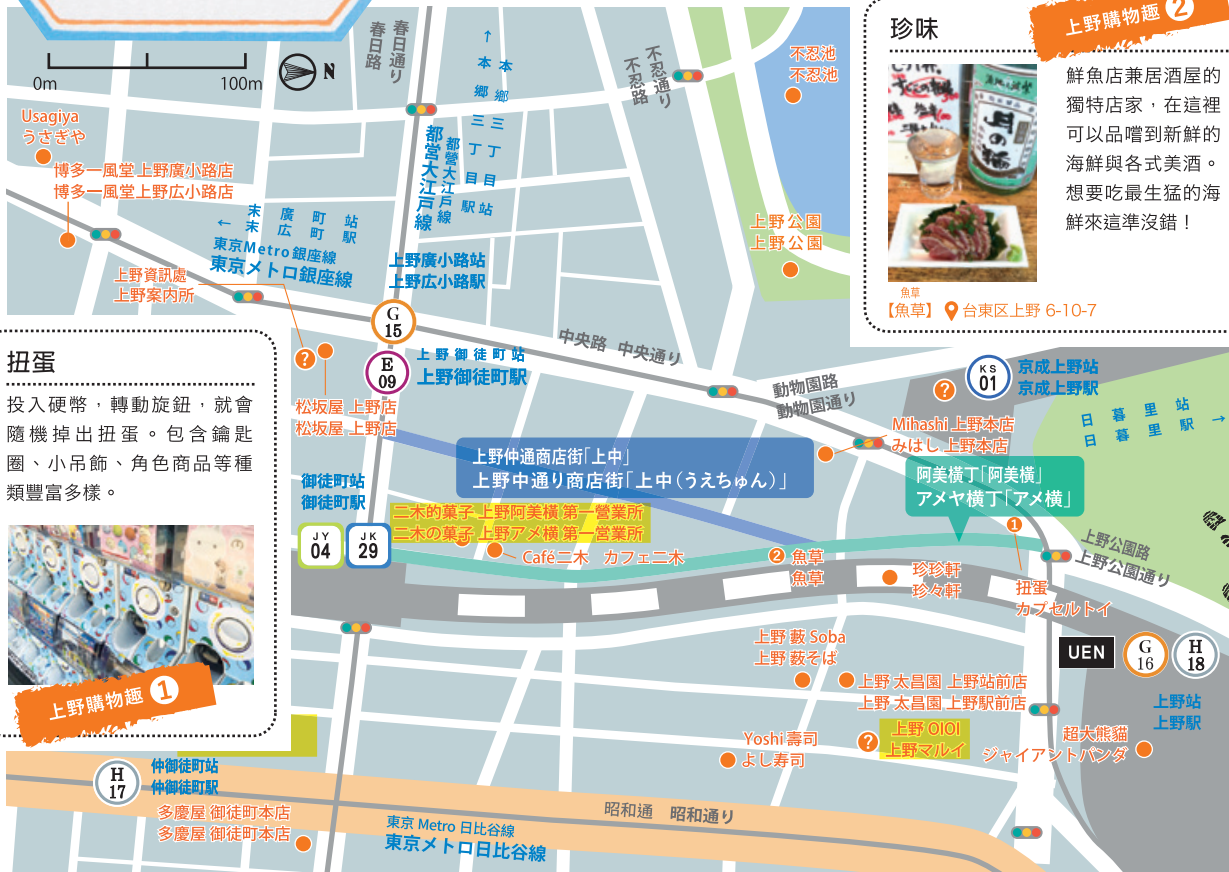 0m
100m
N
春日路
春日通り
↑本鄉三丁目站
本郷三丁目駅
不忍路
不忍通り
不忍池
不忍池
Usagiya
うさぎや
博多一風堂 上野廣小路店
博多一風堂 上野広小路店
都営大江戸線
都營大江戶線
← 末廣町站
末広町駅
東京Metro 銀座線
東京メトロ銀座線
上野廣小路站
上野広小路駅
上野公園
上野公園
上野資訊處
上野案内所
G
15
E
09
上野御徒町站
上野御徒町駅
中央路 中央通り
動物園路
動物園通り
KS
01
京成上野站
京成上野駅
日暮里站
日暮里駅 →
松坂屋 上野店
松坂屋 上野店
Mihashi 上野本店
みはし 上野本店
上野仲通商店街「上中」
上野中通り商店街「上中(うえちゅん)」
阿美橫丁「阿美橫」
アメヤ横丁「アメ横」
御徒町站
御徒町駅
JY
04
JK
29
二木的菓子 上野阿美橫 第一營業所
二木の菓子 上野アメ横 第一営業所
Café二木 カフェ二木
2 魚草
魚草
珍珍軒
珍々軒
1
扭蛋
カプセルトイ
上野公園路
上野公園通り
上野 藪 Soba
上野 藪そば
上野 太昌園 上野站前店
上野 太昌園 上野駅前店
UEN
G
16
H
18
上野站
上野駅
上野 OIOI
上野マルイ
超大熊貓
ジャイアントパンダ
Yoshi 壽司
よし寿司
H
17
仲御徒町站
仲御徒町駅
多慶屋 御徒町本店
多慶屋 御徒町本店
昭和通 昭和通り
東京 Metro 日比谷線
東京メトロ日比谷線
扭蛋
投入硬幣，轉動旋鈕，就會
隨機掉出扭蛋。包含鑰匙
圈、小吊飾、角色商品等種
類豐富多樣。
上野購物趣 1
上野購物趣 2
珍味
鮮魚店兼居酒屋的
獨特店家，在這裡
可以品嚐到新鮮的
海鮮與各式美酒。
想要吃最生猛的海
鮮來這準沒錯！
魚草
【魚草】 台東区上野 6-10-7